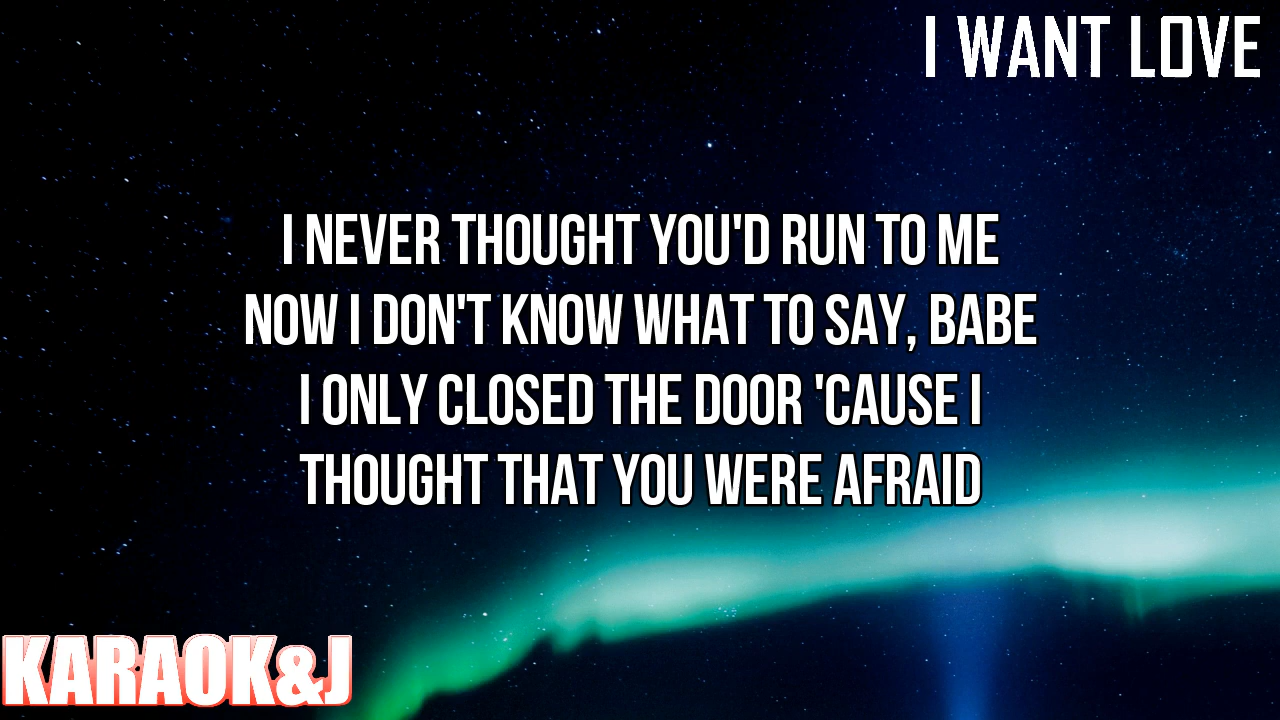 I WANT LOVE
I NEVER THOUGHT YOU'D RUN TO ME
NOW I DON'T KNOW WHAT TO SAY, BABE
I ONLY CLOSED THE DOOR 'CAUSE I
THOUGHT THAT YOU WERE AFRAID
KARAOK&J